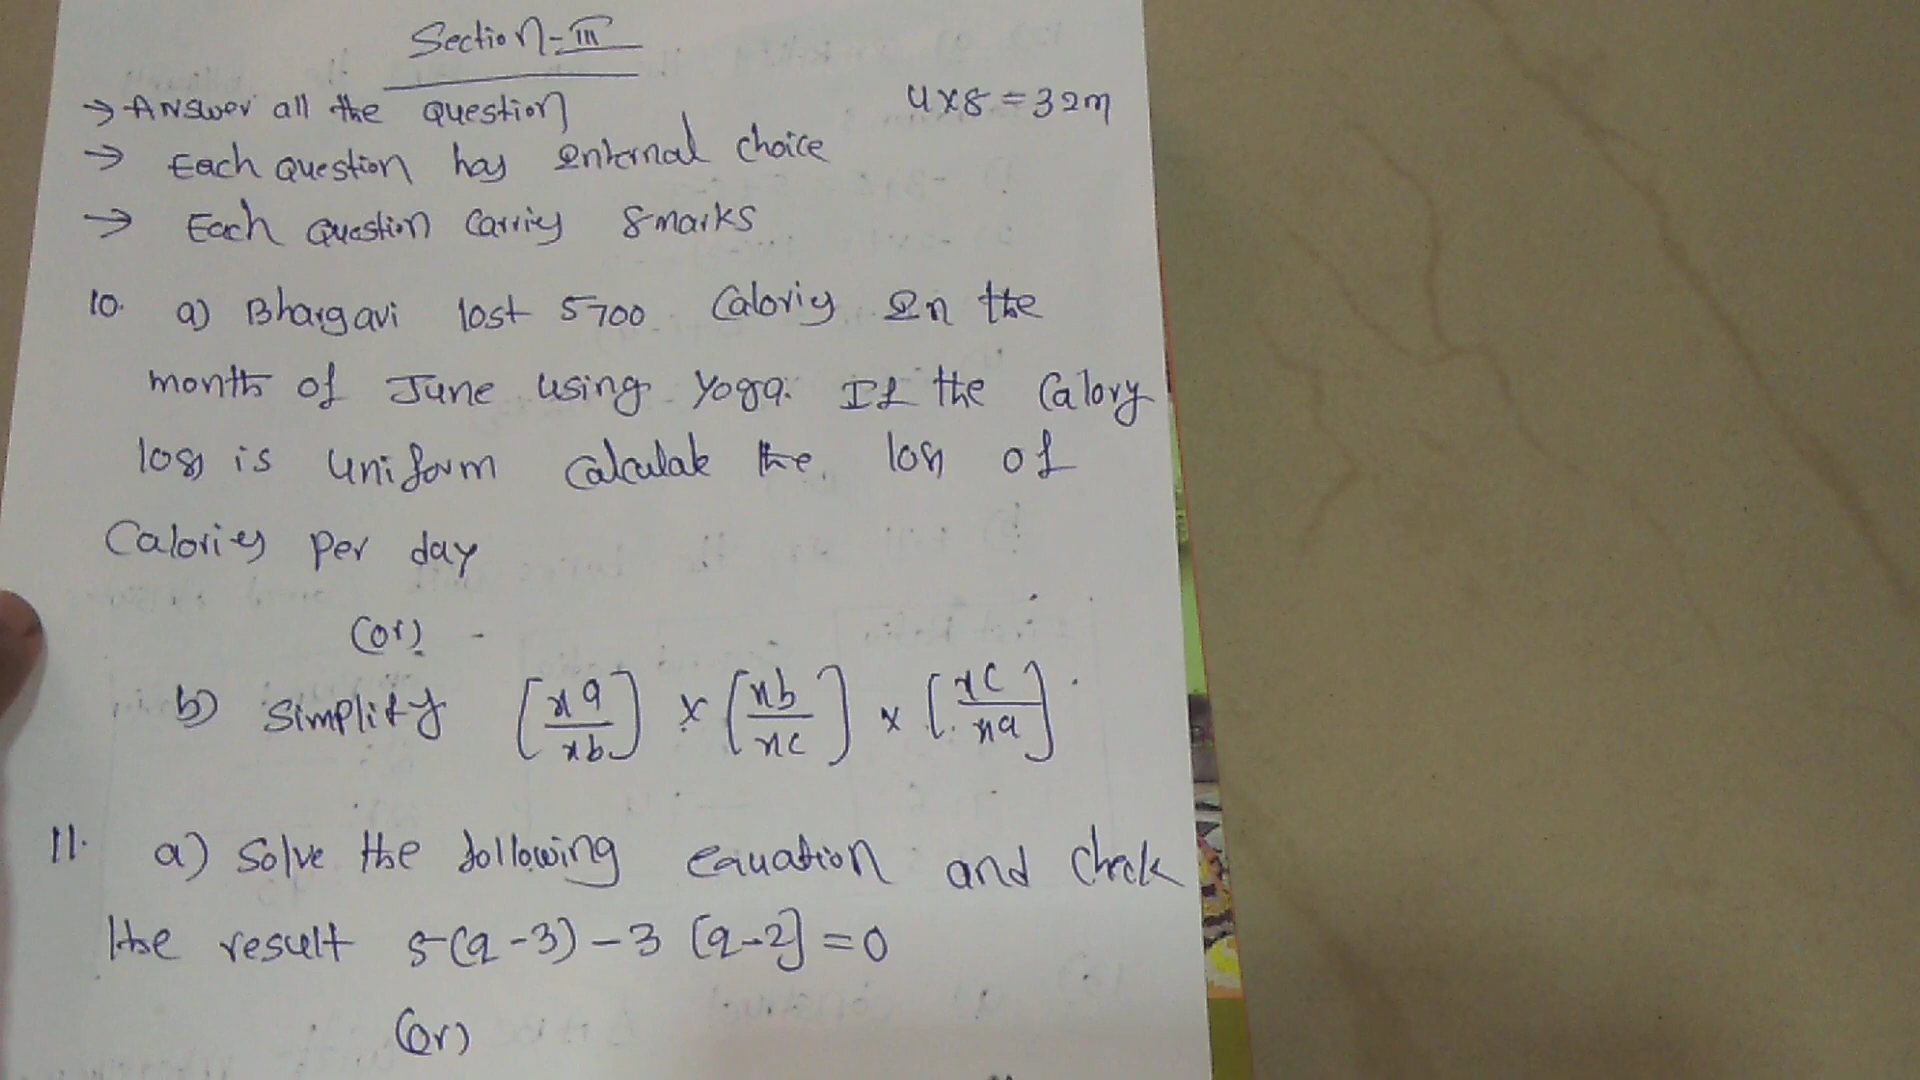 Section-III
→ Answer all the question 4x8=32m
→ Each question has internal choice
→ Each question carries 8marks
10. a) Bhargavi lost 5700 Calories in the
month of June using yoga. If the Calory
loss is uniform calculate the loss of
Calories per day
(or)
b) simplify [xa/xb] x [xb/xc] x [xc/xa].
11. a) Solve the following equation and check
the result 5(q-3)-3[q-2]=0
(or)